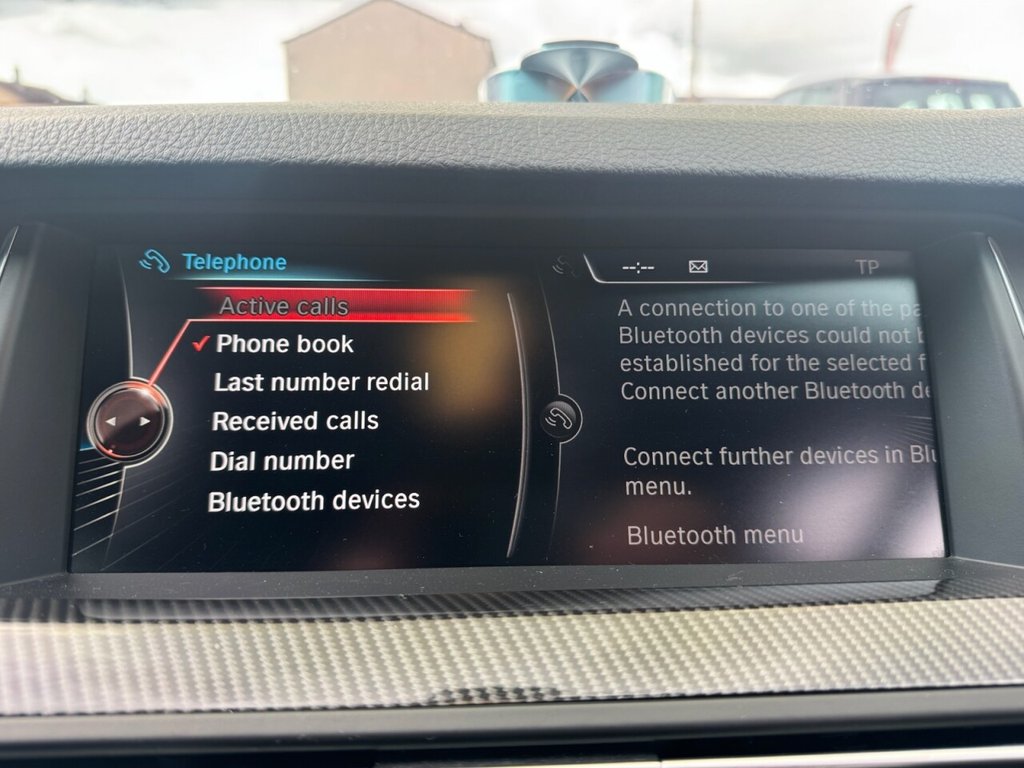 Telephone
Active calls
Phone book
Last number redial
Received calls
Dial number
Bluetooth devices
--:--
TP
A connection to one of the pa
Bluetooth devices could not b
established for the selected f
Connect another Bluetooth de
Connect further devices in Blu
menu.
Bluetooth menu